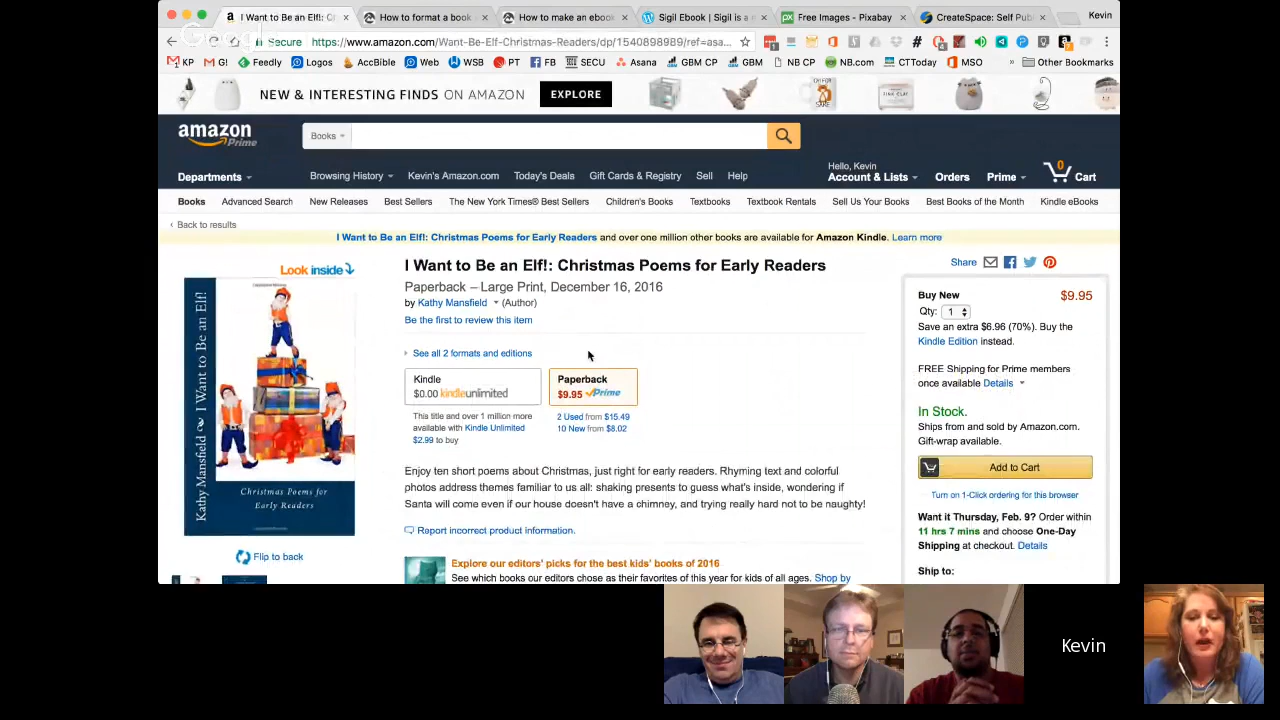 I Want to Be an Elf!: C
How to format a book
How to make an ebook
Sigil Ebook | Sigil is a
Free Images - Pixabay
CreateSpace: Self Pub
Kevin
Secure https://www.amazon.com/Want-Be-Elf-Christmas-Readers/dp/1540898989/ref=asa...
KP G! Feedly Logos AccBible Web WSB PT FB SECU Asana GBM CP GBM NB CP NB.com CTToday MSO » Other Bookmarks
NEW & INTERESTING FINDS ON AMAZON EXPLORE
amazon Prime
Books
Hello, Kevin
0
Departments Browsing History Kevin's Amazon.com Today's Deals Gift Cards & Registry Sell Help Account & Lists Orders Prime Cart
Books Advanced Search New Releases Best Sellers The New York Times® Best Sellers Children's Books Textbooks Textbook Rentals Sell Us Your Books Best Books of the Month Kindle eBooks
‹ Back to results
I Want to Be an Elf!: Christmas Poems for Early Readers and over one million other books are available for Amazon Kindle. Learn more
Look inside
Kathy Mansfield I Want to Be an Elf!
Christmas Poems for
Early Readers
Flip to back
I Want to Be an Elf!: Christmas Poems for Early Readers
Paperback – Large Print, December 16, 2016
by Kathy Mansfield (Author)
Be the first to review this item
See all 2 formats and editions
Kindle
$0.00 kindleunlimited
This title and over 1 million more
available with Kindle Unlimited
$2.99 to buy
Paperback
$9.95 Prime
2 Used from $15.49
10 New from $8.02
Enjoy ten short poems about Christmas, just right for early readers. Rhyming text and colorful
photos address themes familiar to us all: shaking presents to guess what's inside, wondering if
Santa will come even if our house doesn't have a chimney, and trying really hard not to be naughty!
Report incorrect product information.
Explore our editors' picks for the best kids' books of 2016
See which books our editors chose as their favorites of this year for kids of all ages. Shop by
Share
Buy New $9.95
Qty: 1
Save an extra $6.96 (70%). Buy the
Kindle Edition instead.
FREE Shipping for Prime members
once available Details
In Stock.
Ships from and sold by Amazon.com.
Gift-wrap available.
Add to Cart
Turn on 1-Click ordering for this browser
Want it Thursday, Feb. 9? Order within
11 hrs 7 mins and choose One-Day
Shipping at checkout. Details
Ship to:
Kevin